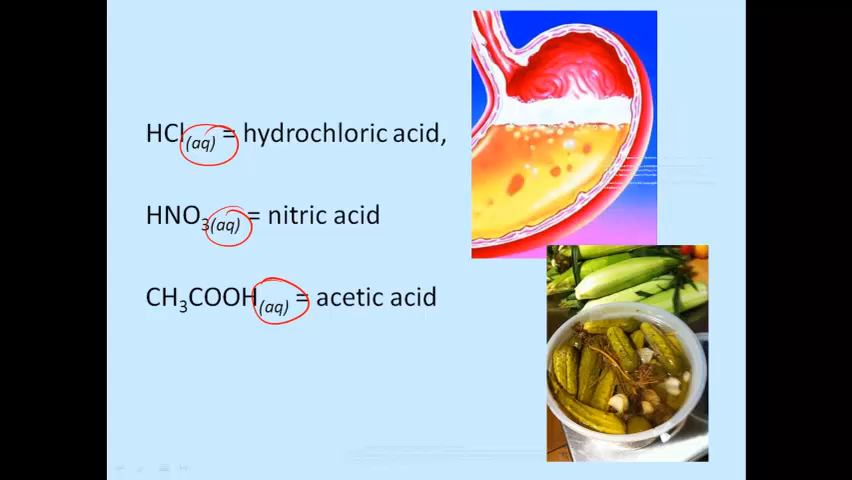 HCl(aq) = hydrochloric acid,
HNO3(aq) = nitric acid
CH3COOH(aq) = acetic acid